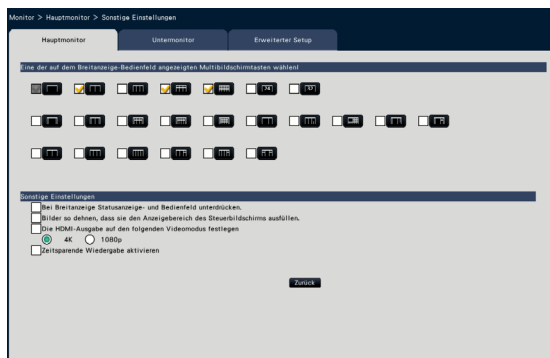 Monitor > Hauptmonitor > Sonstige Einstellungen
Hauptmonitor
Untermonitor
Erweiterter Setup
Eine der auf dem Breitanzeige-Bedienfeld angezeigten Multibildschirmtasten wählen!
24
32
Sonstige Einstellungen
Bei Breitanzeige Statusanzeige- und Bedienfeld unterdrücken.
Bilder so dehnen, dass sie den Anzeigebereich des Steuerbildschirms ausfüllen.
Die HDMI-Ausgabe auf den folgenden Videomodus festlegen
4K 1080p
Zeitsparende Wiedergabe aktivieren
Zurück